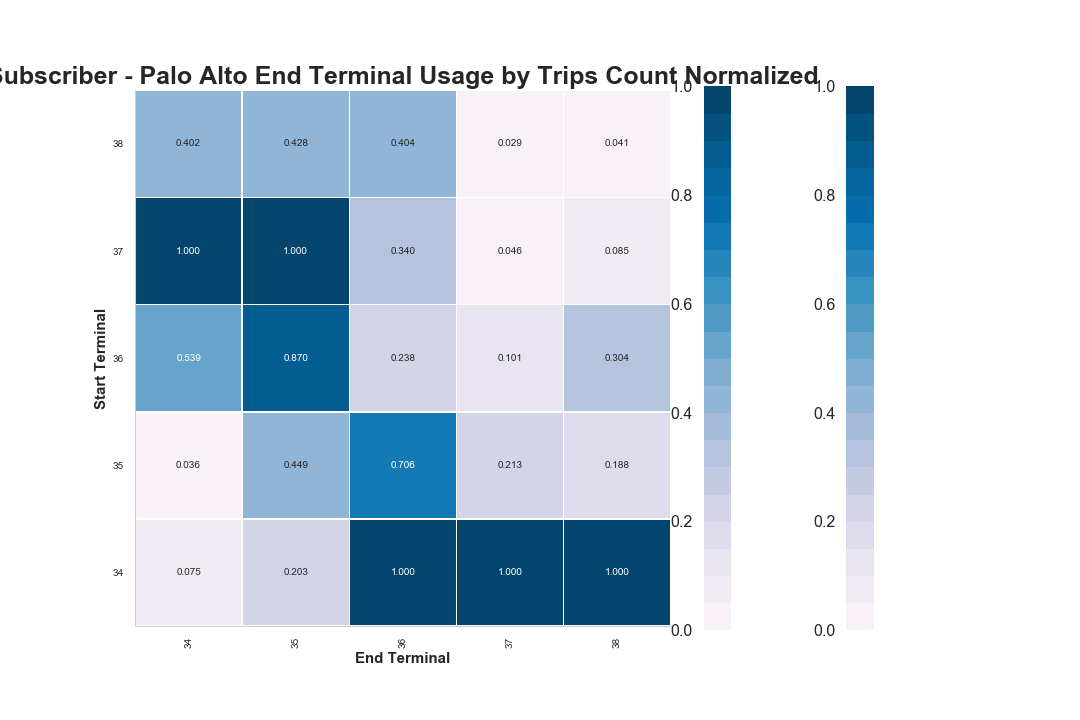 Subscriber - Palo Alto End Terminal Usage by Trips Count Normalized
1.0 1.0
38 0.402 0.428 0.404 0.029 0.041
0.8 0.8
37 1.000 1.000 0.340 0.046 0.085
0.6 0.6
Start Terminal
36 0.539 0.870 0.238 0.101 0.304
0.4 0.4
35 0.036 0.449 0.706 0.213 0.188
0.2 0.2
34 0.075 0.203 1.000 1.000 1.000
0.0 0.0
34 35 36 37 38
End Terminal